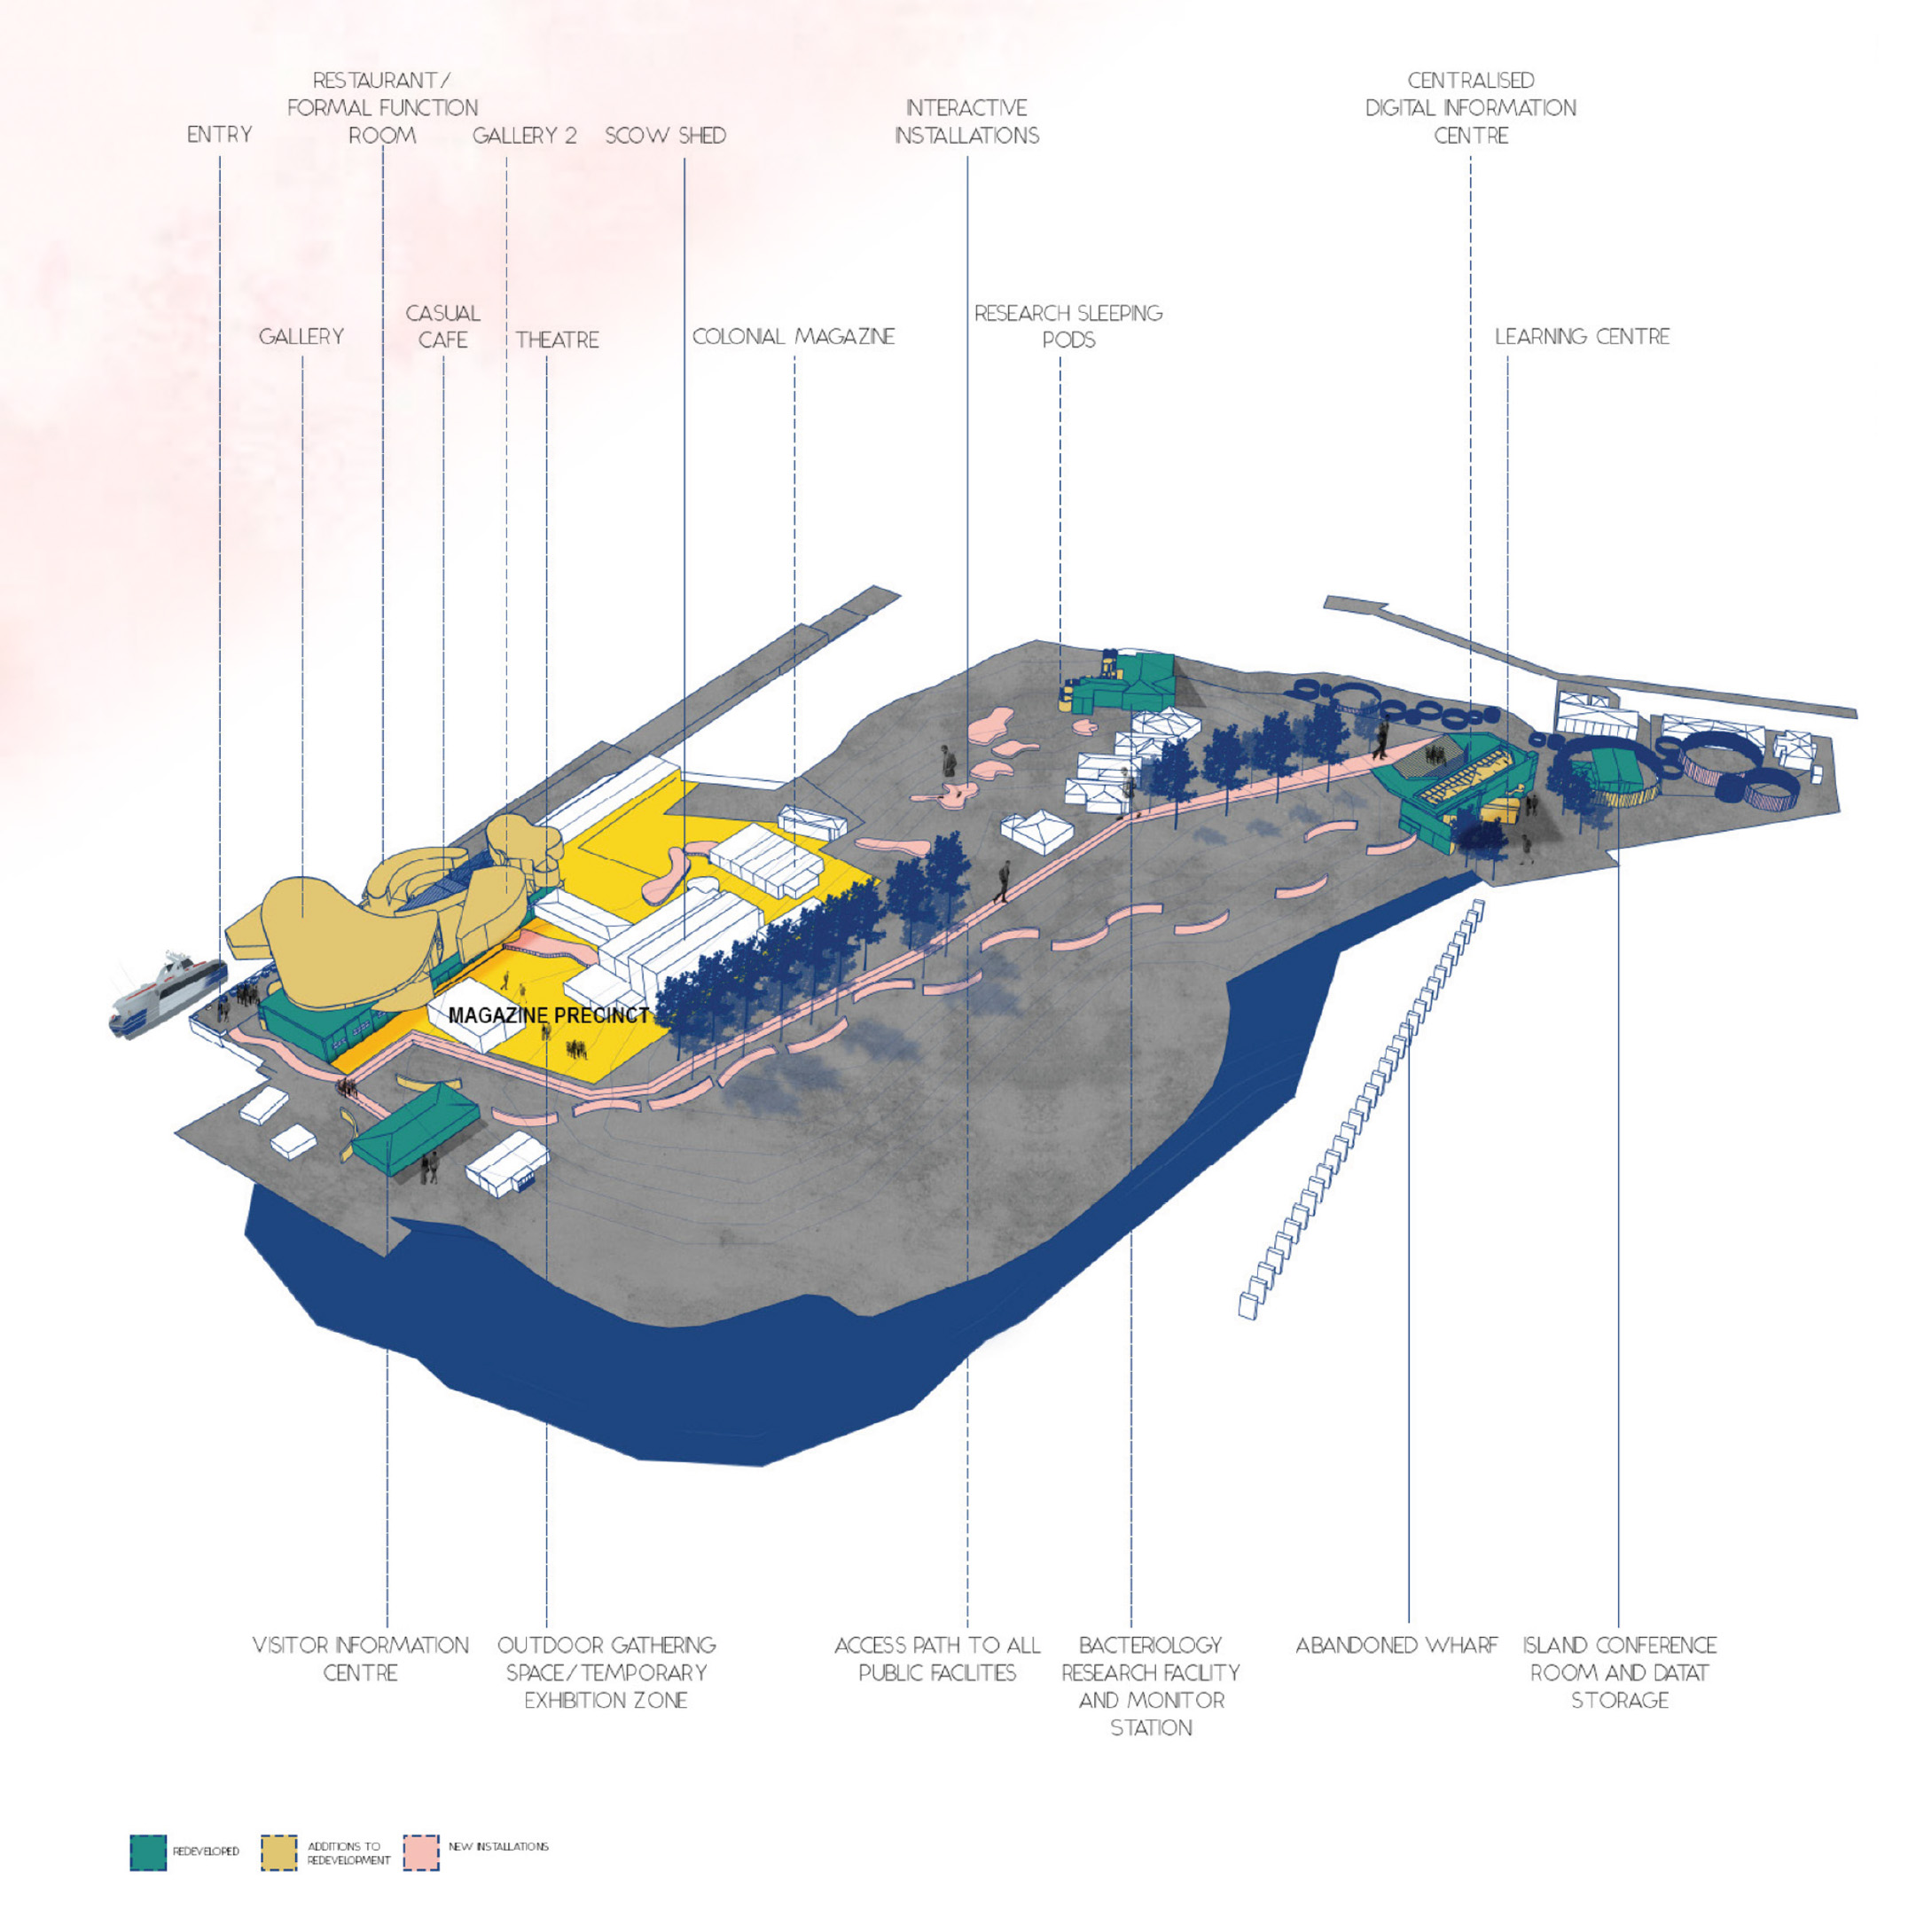 ENTRY
RESTAURANT/
FORMAL FUNCTION
ROOM
GALLERY 2
SCOW SHED
INTERACTIVE
INSTALLATIONS
CENTRALISED
DIGITAL INFORMATION
CENTRE
GALLERY
CASUAL
CAFE
THEATRE
COLONIAL MAGAZINE
RESEARCH SLEEPING
PODS
LEARNING CENTRE
MAGAZINE PRECINCT
VISITOR INFORMATION
CENTRE
OUTDOOR GATHERING
SPACE/TEMPORARY
EXHIBITION ZONE
ACCESS PATH TO ALL
PUBLIC FACILITIES
BACTERIOLOGY
RESEARCH FACILITY
AND MONITOR
STATION
ABANDONED WHARF
ISLAND CONFERENCE
ROOM AND DATAT
STORAGE
REDEVELOPED
ADDITIONS TO
REDEVELOPMENT
NEW INSTALLATIONS